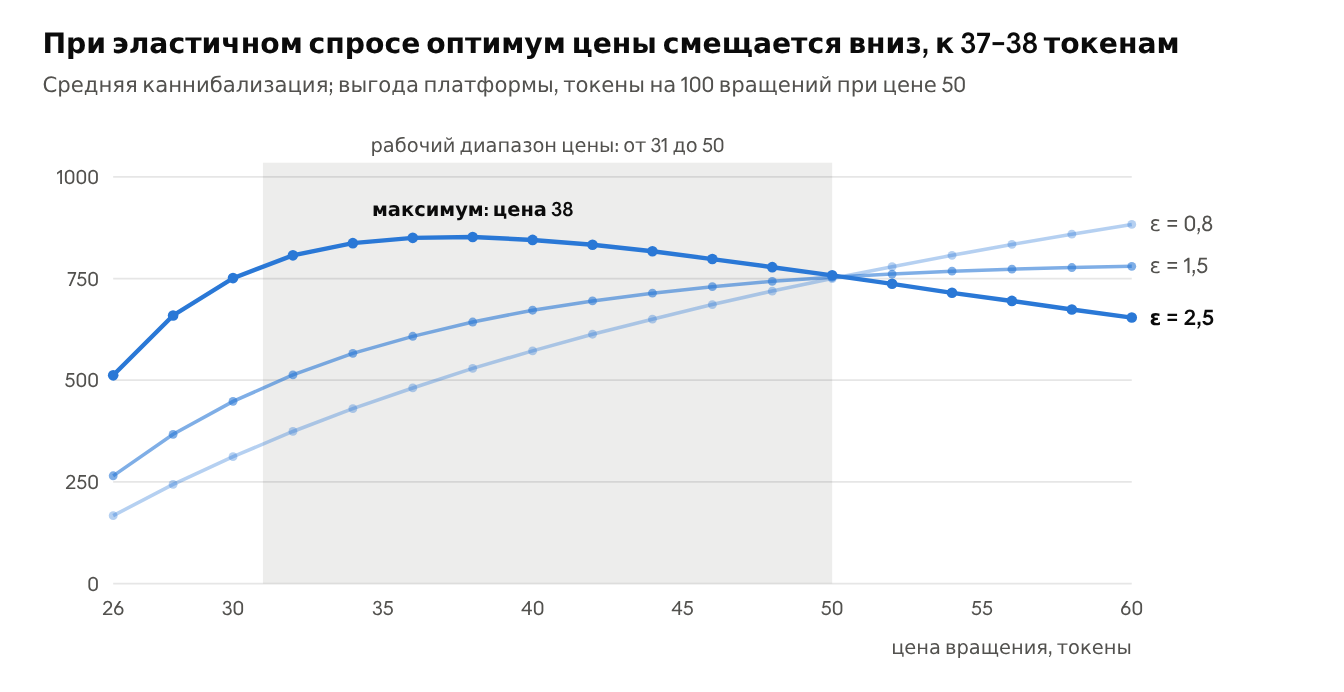 При эластичном спросе оптимум цены смещается вниз, к 37–38 токенам
Средняя каннибализация; выгода платформы, токены на 100 вращений при цене 50
рабочий диапазон цены: от 31 до 50
1000
максимум: цена 38
ε = 0,8
750
ε = 1,5
ε = 2,5
500
250
0
26 30 35 40 45 50 55 60
цена вращения, токены